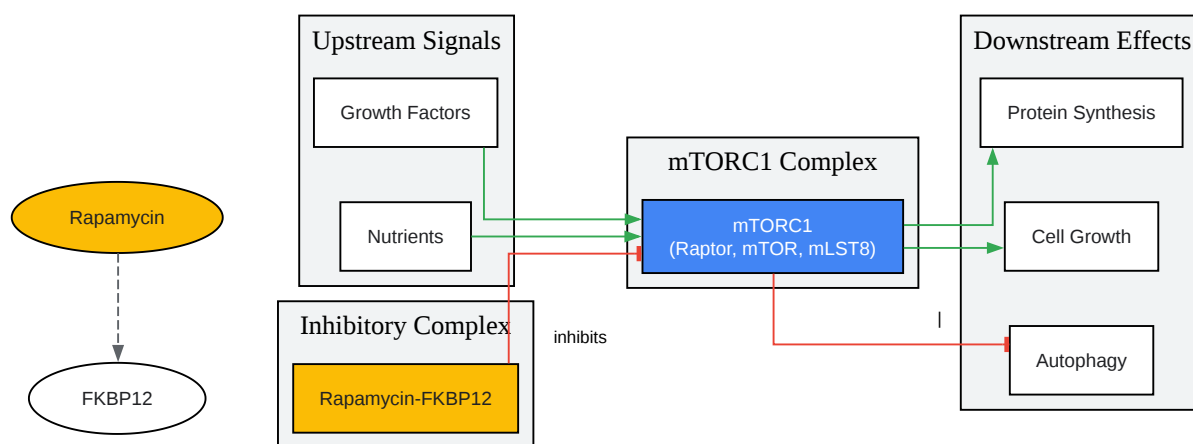 Upstream Signals
Growth Factors
Nutrients
Rapamycin
FKBP12
Inhibitory Complex
Rapamycin-FKBP12
inhibits
mTORC1 Complex
mTORC1
(Raptor, mTOR, mLST8)
|
Downstream Effects
Protein Synthesis
Cell Growth
Autophagy